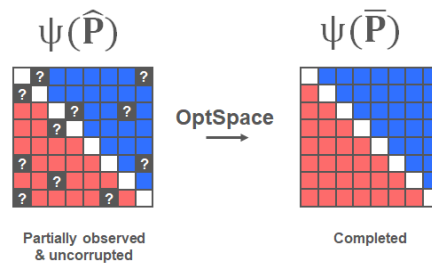 ψ(P̂) ψ(P̄)
? ?
?
? ?
OptSpace
?
? ?
?
? ?
Partially observed
& uncorrupted
Completed